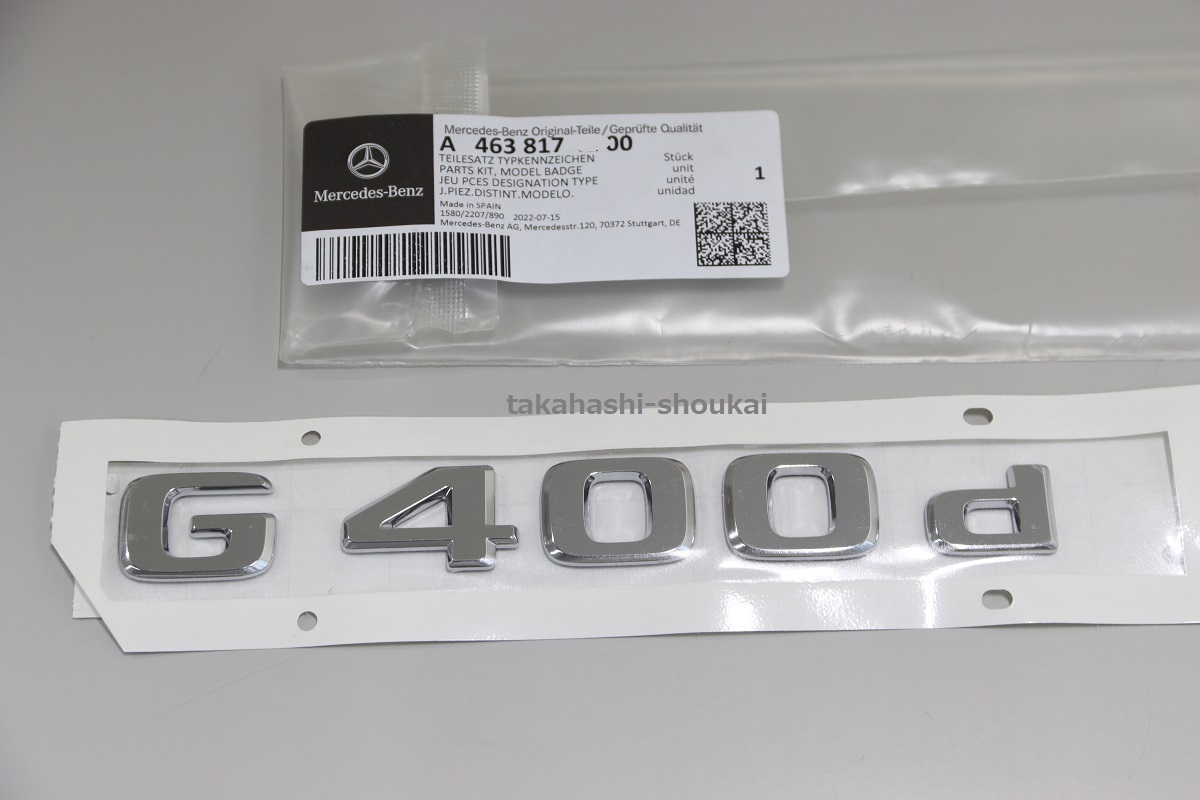 Mercedes-Benz Original-Teile/Geprüfte Qualität
A 463 817 00
TEILESATZ TYPKENNZEICHEN
PARTS KIT, MODEL BADGE
JEU PCES DESIGNATION TYPE
J.PIEZ.DISTINT.MODELO.
Stück
unit
unité
unidad
1
Made in SPAIN
1580/2207/890 2022-07-15
Mercedes-Benz AG, Mercedesstr.120, 70372 Stuttgart, DE
Mercedes-Benz
takahashi-shoukai
G 400 d